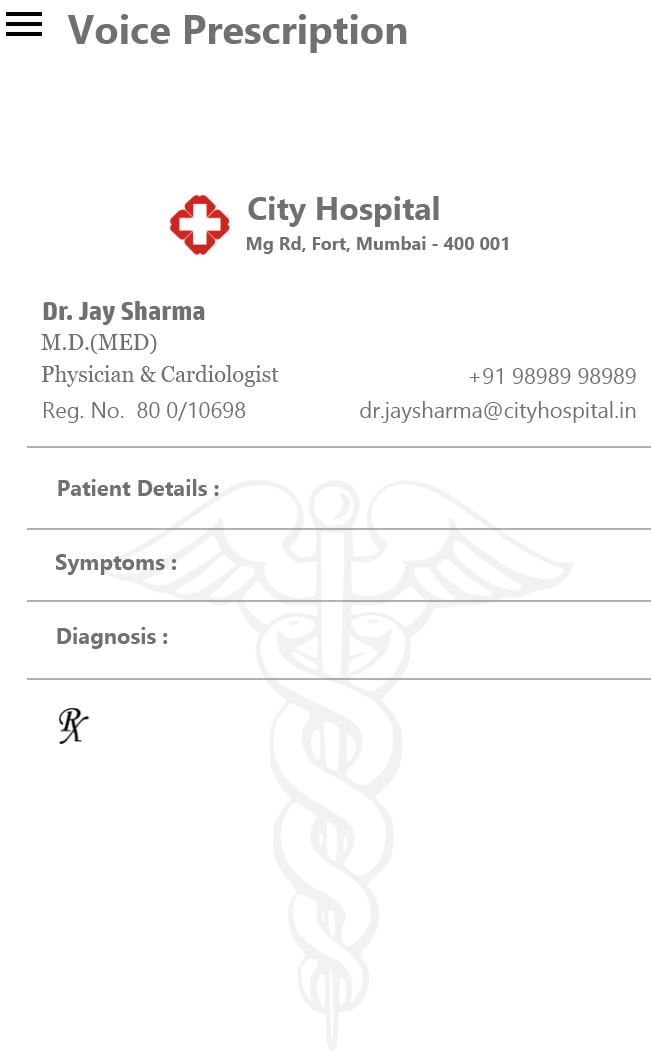 Voice Prescription
City Hospital
Mg Rd, Fort, Mumbai - 400 001
Dr. Jay Sharma
M.D.(MED)
Physician & Cardiologist
+91 98989 98989
Reg. No. 80 0/10698
dr.jaysharma@cityhospital.in
Patient Details :
Symptoms :
Diagnosis :
Rx